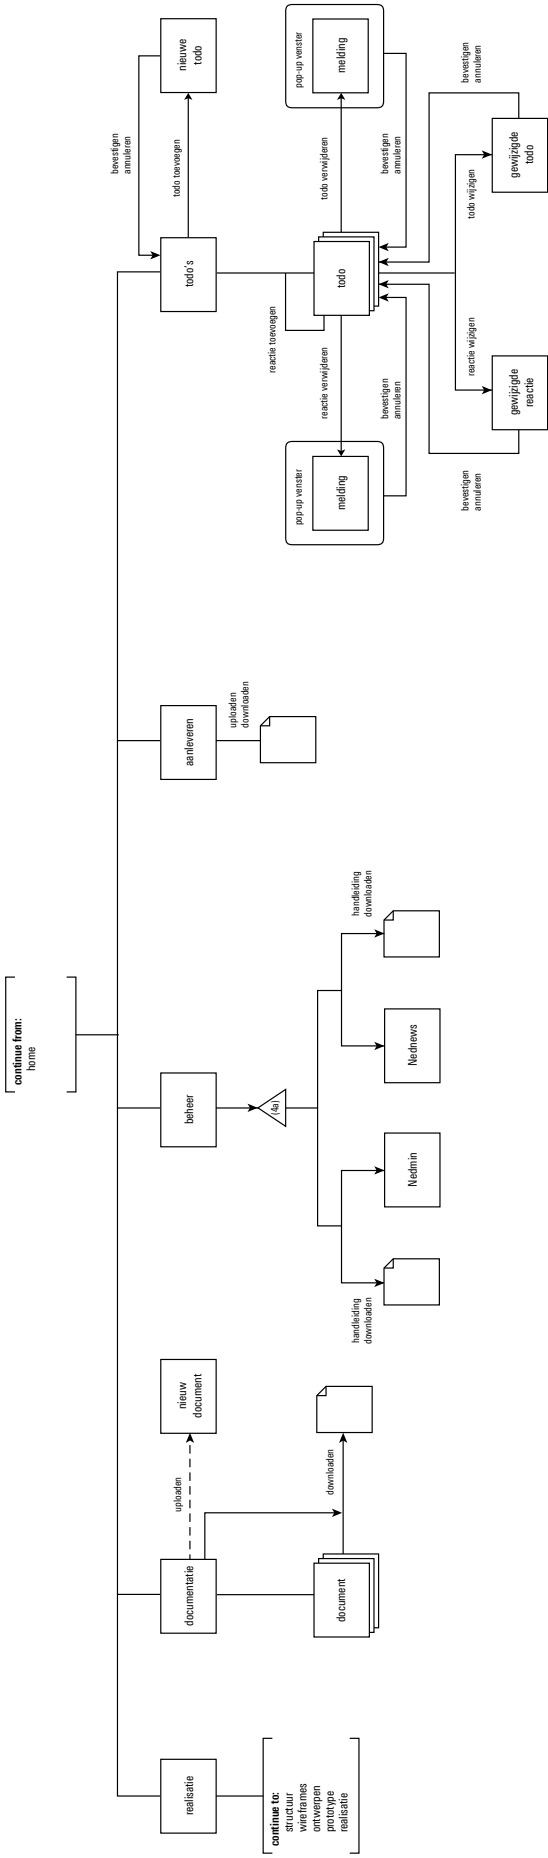 continue from:
home
realisatie
continue to:
structuur
wireframes
ontwerpen
prototype
realisatie
documentatie
uploaden
nieuw
document
document
downloaden
beheer
(4a)
handleiding
downloaden
Nedmin
Nednews
handleiding
downloaden
aanleveren
uploaden
downloaden
todo's
todo toevoegen
nieuwe
todo
bevestigen
annuleren
reactie toevoegen
todo
reactie verwijderen
pop-up venster
melding
bevestigen
annuleren
todo verwijderen
pop-up venster
melding
bevestigen
annuleren
reactie wijzigen
gewijzigde
reactie
bevestigen
annuleren
todo wijzigen
gewijzigde
todo
bevestigen
annuleren